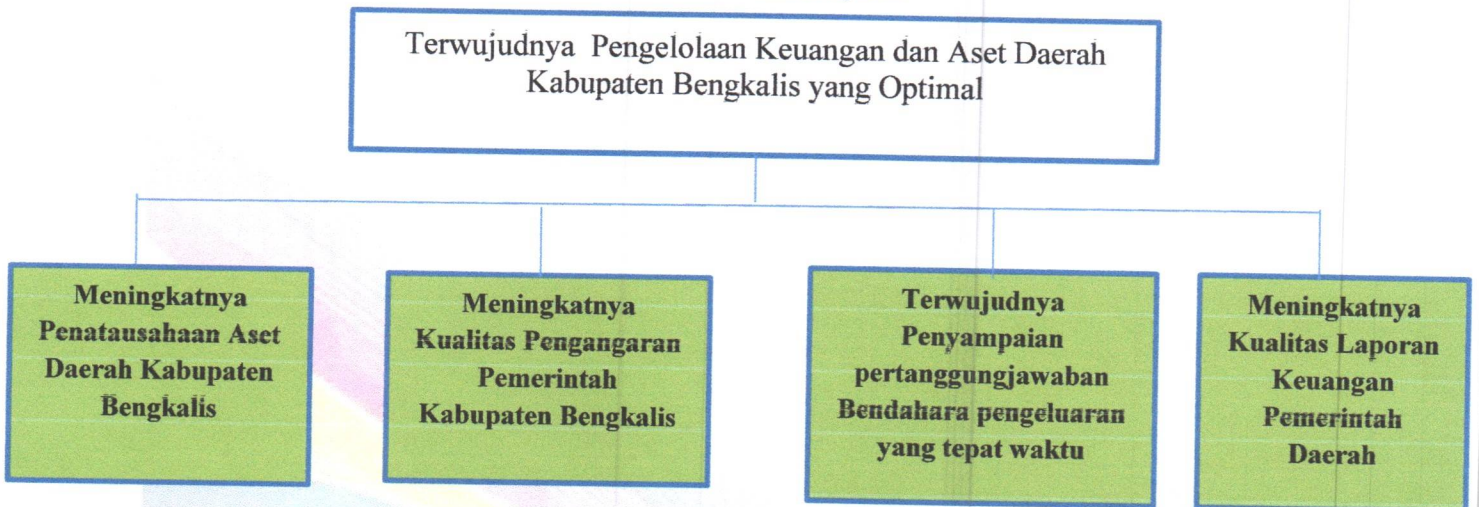 Terwujudnya Pengelolaan Keuangan dan Aset Daerah
Kabupaten Bengkalis yang Optimal
Meningkatnya
Penatausahaan Aset
Daerah Kabupaten
Bengkalis
Meningkatnya
Kualitas Pengangaran
Pemerintah
Kabupaten Bengkalis
Terwujudnya
Penyampaian
pertanggungjawaban
Bendahara pengeluaran
yang tepat waktu
Meningkatnya
Kualitas Laporan
Keuangan
Pemerintah
Daerah